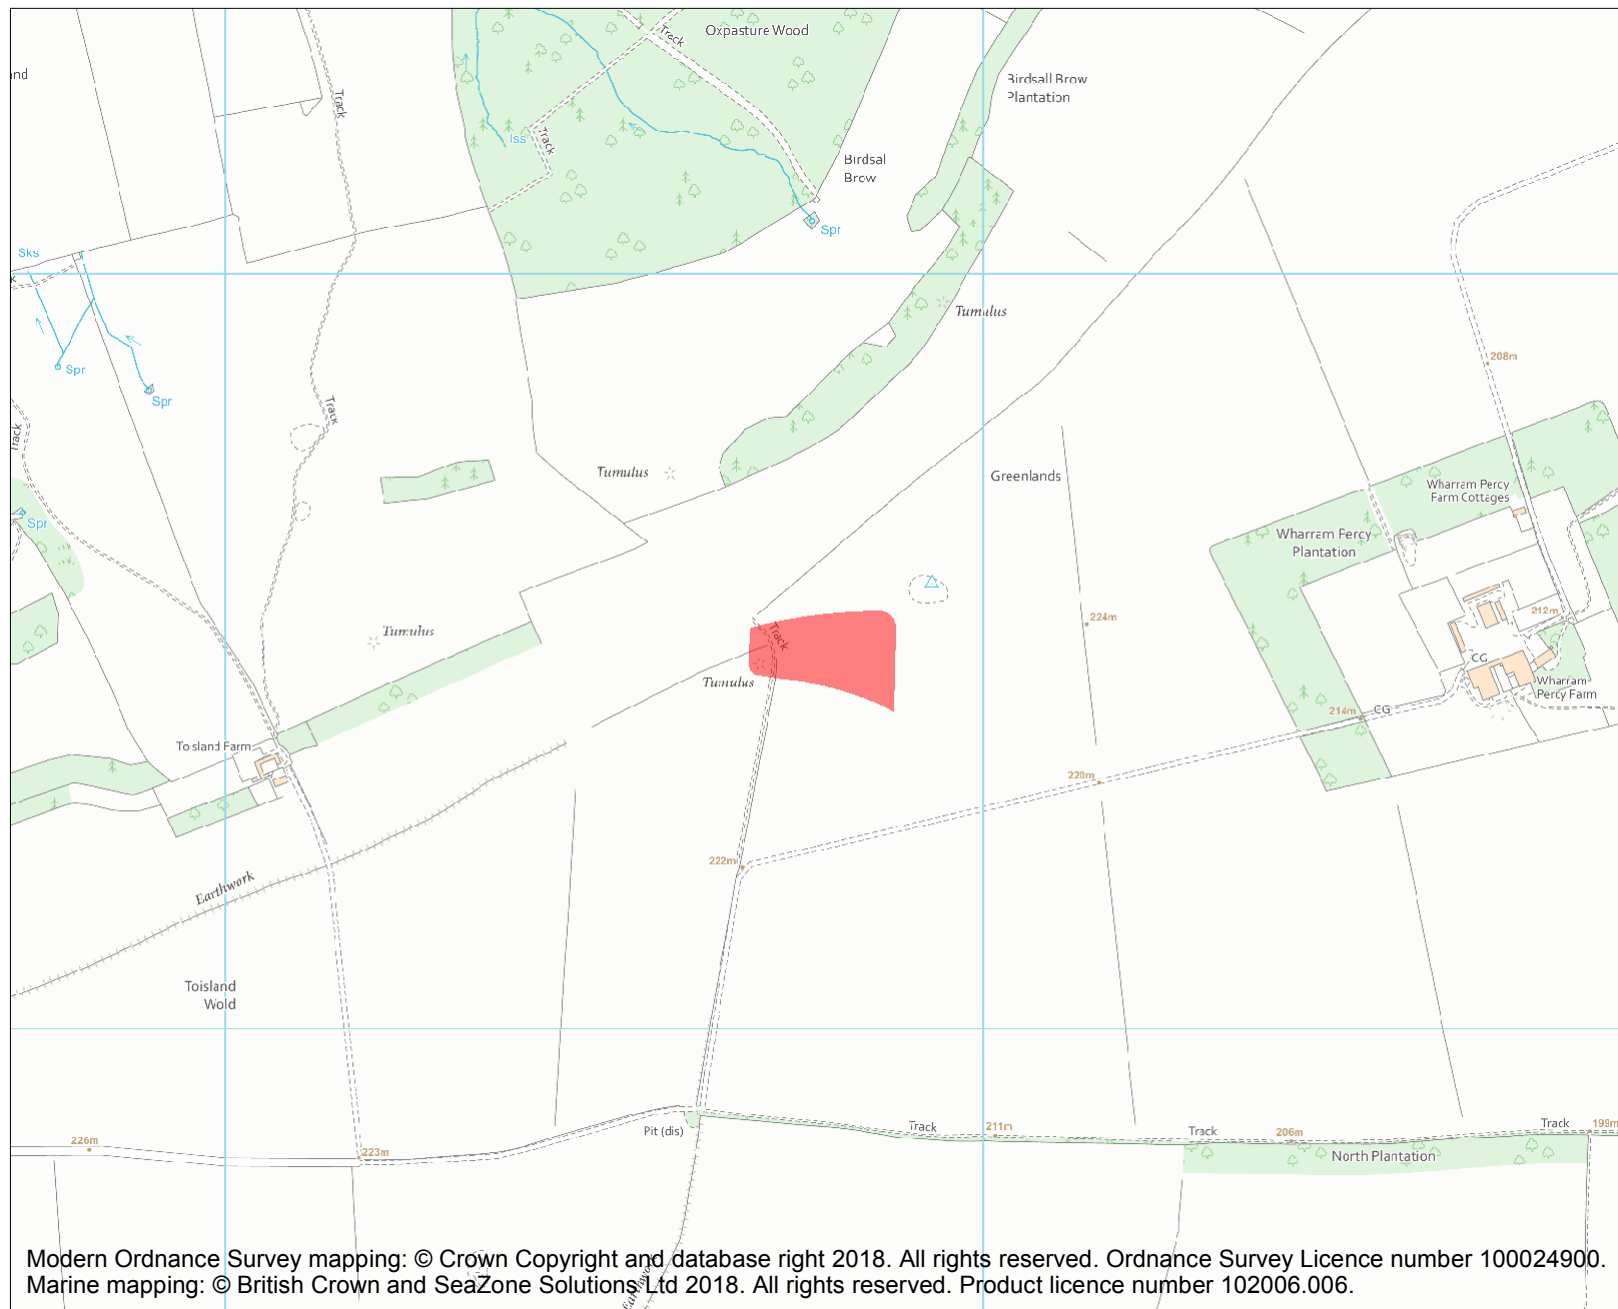 Oxpasture Wood
Track
and
Birdsall Brow
Plantation
Track
Iss
Track
Birdsal
Brow
Spr
Sks
k
Tumulus
208m
Spr
Spr
Track
Track
Tumulus
Greenlands
Wharram Percy
Farm Cottages
Spr
Wharram Percy
Plantation
224m
212m
Tumulus
Track
CG
Tumulus
Wharram
Percy Farm
214m
CG
Toisland Farm
220m
222m
Earthwork
Toisland
Wold
Pit (dis)
Track
211m
Track
206m
Track
199m
226m
223m
North Plantation
Earthwork
Modern Ordnance Survey mapping: © Crown Copyright and database right 2018. All rights reserved. Ordnance Survey Licence number 100024900.
Marine mapping: © British Crown and SeaZone Solutions Ltd 2018. All rights reserved. Product licence number 102006.006.